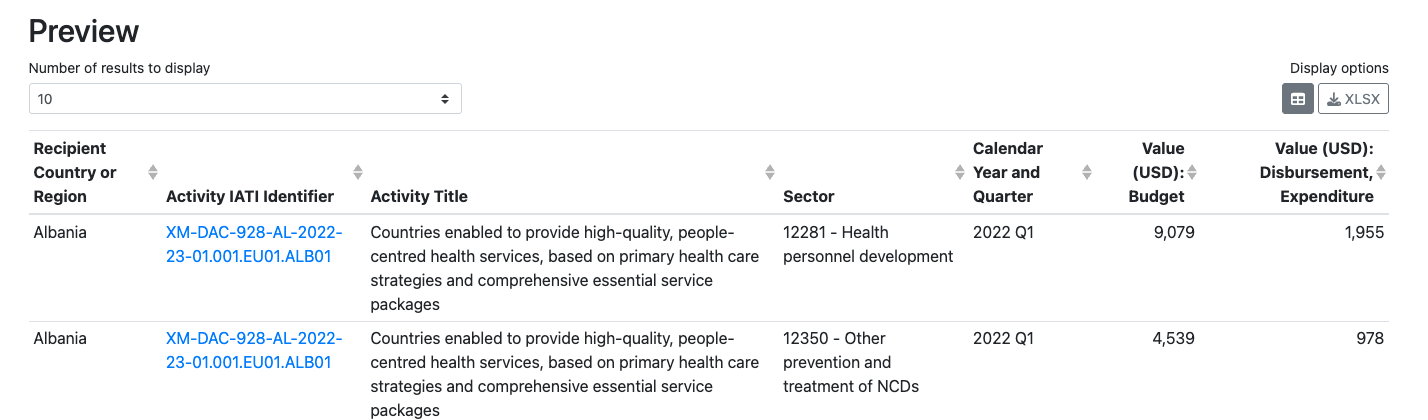 Preview
Number of results to display
Display options
10
XLSX
Recipient
Country or
Region
Activity IATI Identifier
Activity Title
Sector
Calendar
Year and
Quarter
Value
(USD):
Budget
Value (USD):
Disbursement,
Expenditure
Albania
XM-DAC-928-AL-2022-
23-01.001.EU01.ALB01
Countries enabled to provide high-quality, people-
centred health services, based on primary health care
strategies and comprehensive essential service
packages
12281 - Health
personnel development
2022 Q1
9,079
1,955
Albania
XM-DAC-928-AL-2022-
23-01.001.EU01.ALB01
Countries enabled to provide high-quality, people-
centred health services, based on primary health care
strategies and comprehensive essential service
packages
12350 - Other
prevention and
treatment of NCDs
2022 Q1
4,539
978